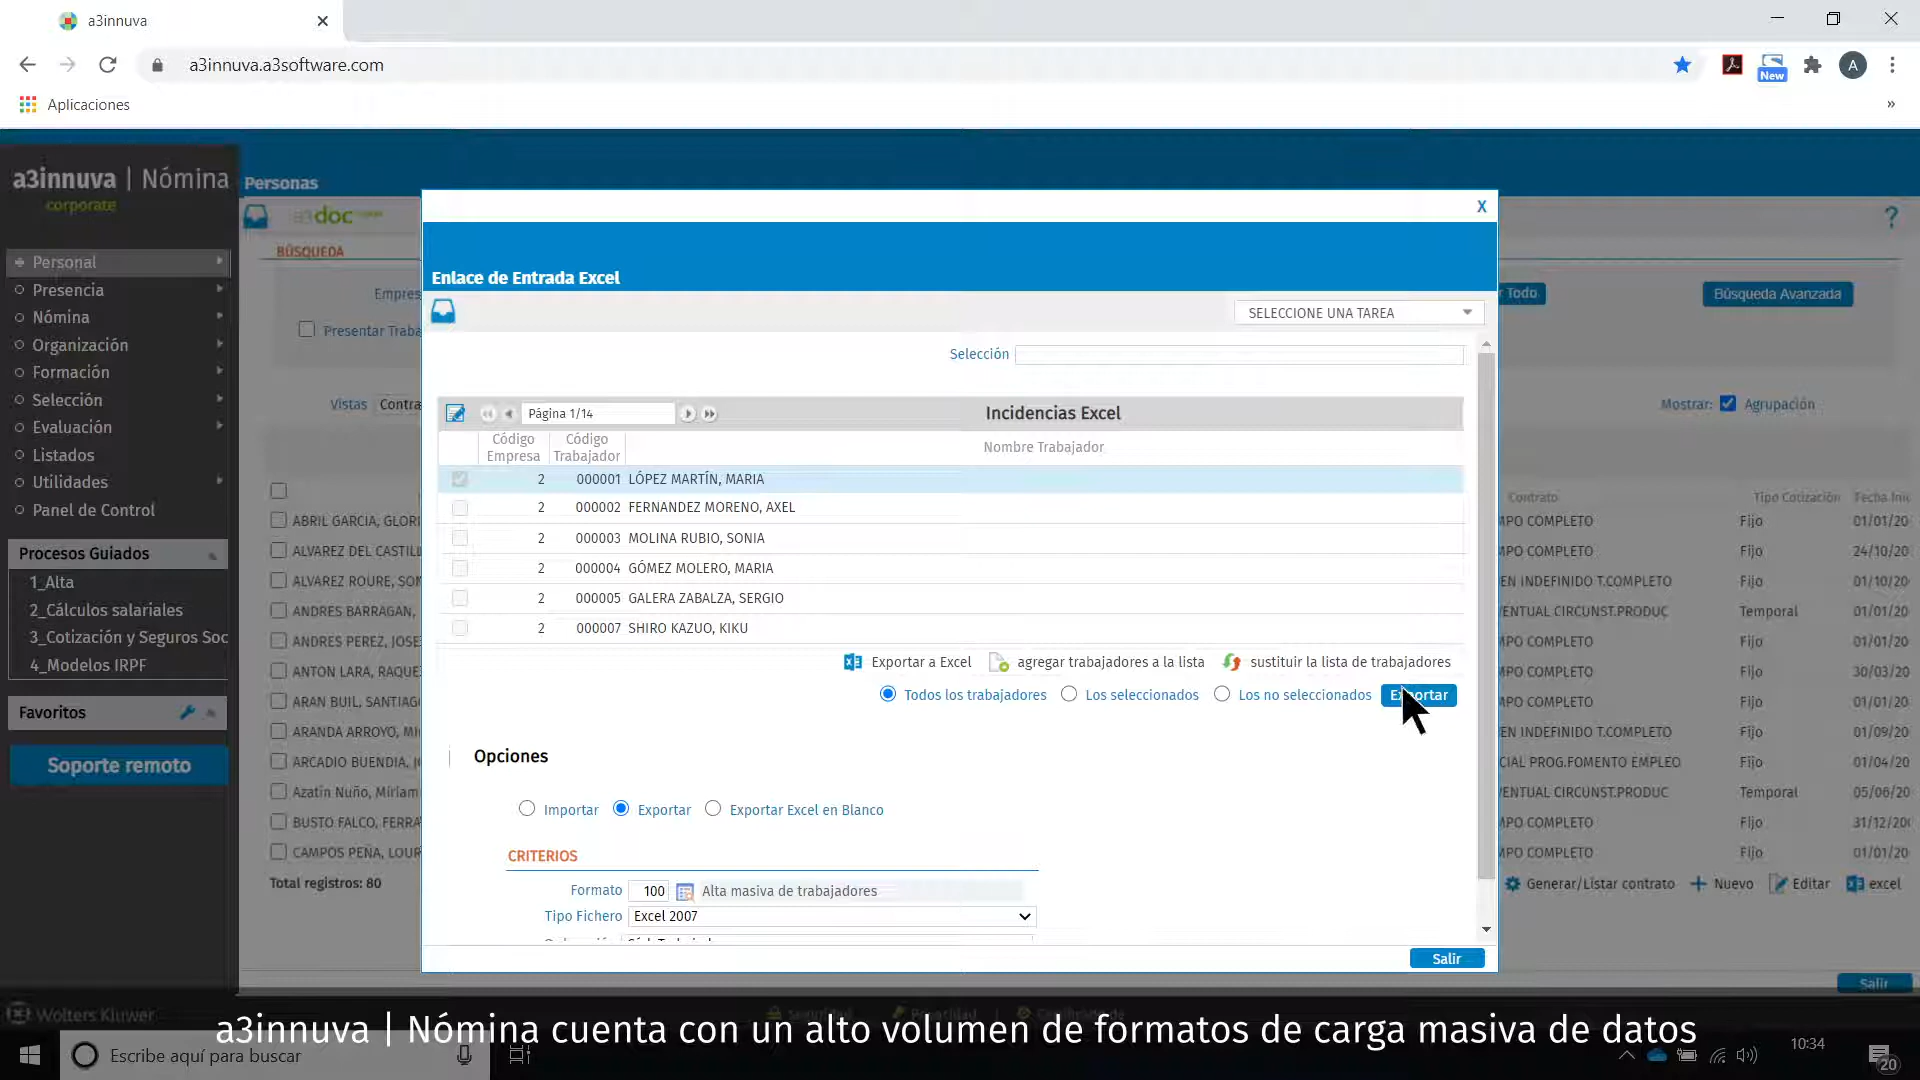 a3innuva
a3innuva.a3software.com
New
A
Aplicaciones
»
a3innuva | Nómina
corporate
Personas
a3doc
?
Personal
Presencia
Nómina
Organización
Formación
Selección
Evaluación
Listados
Utilidades
Panel de Control
Procesos Guiados
1_Alta
2_Cálculos salariales
3_Cotización y Seguros Soc
4_Modelos IRPF
Favoritos
Soporte remoto
BÚSQUEDA
Empres
Presentar Traba
r Todo
Búsqueda Avanzada
Vistas Contra
Mostrar: Agrupación
Contrato Tipo Cotización Fecha Inic
ABRIL GARCIA, GLORI
MPO COMPLETO Fijo 01/01/20
ALVAREZ DEL CASTILL
MPO COMPLETO Fijo 24/10/20
ALVAREZ ROURE, SON
EN INDEFINIDO T.COMPLETO Fijo 01/10/20
ANDRES BARRAGAN,
VENTUAL CIRCUNST.PRODUC Temporal 01/01/20
ANDRES PEREZ, JOSE
MPO COMPLETO Fijo 01/01/20
ANTON LARA, RAQUE
MPO COMPLETO Fijo 30/03/20
ARAN BUIL, SANTIAG
MPO COMPLETO Fijo 01/01/20
ARANDA ARROYO, MI
EN INDEFINIDO T.COMPLETO Fijo 01/09/20
ARCADIO BUENDIA, (
CIAL PROG.FOMENTO EMPLEO Fijo 01/04/20
Azatin Nuño, Miriam
VENTUAL CIRCUNST.PRODUC Temporal 05/06/20
BUSTO FALCO, FERRA
MPO COMPLETO Fijo 31/12/200
CAMPOS PEÑA, LOUR
MPO COMPLETO Fijo 01/01/20
Total registros: 80
Generar/Listar contrato Nuevo Editar excel
Salir
X
Enlace de Entrada Excel
SELECCIONE UNA TAREA
Selección
Página 1/14
Incidencias Excel
Código Empresa Código Trabajador Nombre Trabajador
2 000001 LÓPEZ MARTÍN, MARIA
2 000002 FERNANDEZ MORENO, AXEL
2 000003 MOLINA RUBIO, SONIA
2 000004 GÓMEZ MOLERO, MARIA
2 000005 GALERA ZABALZA, SERGIO
2 000007 SHIRO KAZUO, KIKU
Exportar a Excel agregar trabajadores a la lista sustituir la lista de trabajadores
Todos los trabajadores Los seleccionados Los no seleccionados Exportar
Opciones
Importar Exportar Exportar Excel en Blanco
CRITERIOS
Formato 100 Alta masiva de trabajadores
Tipo Fichero Excel 2007
Salir
Wolters Kluwer
a3innuva | Nómina cuenta con un alto volumen de formatos de carga masiva de datos
Escribe aquí para buscar
10:34
20